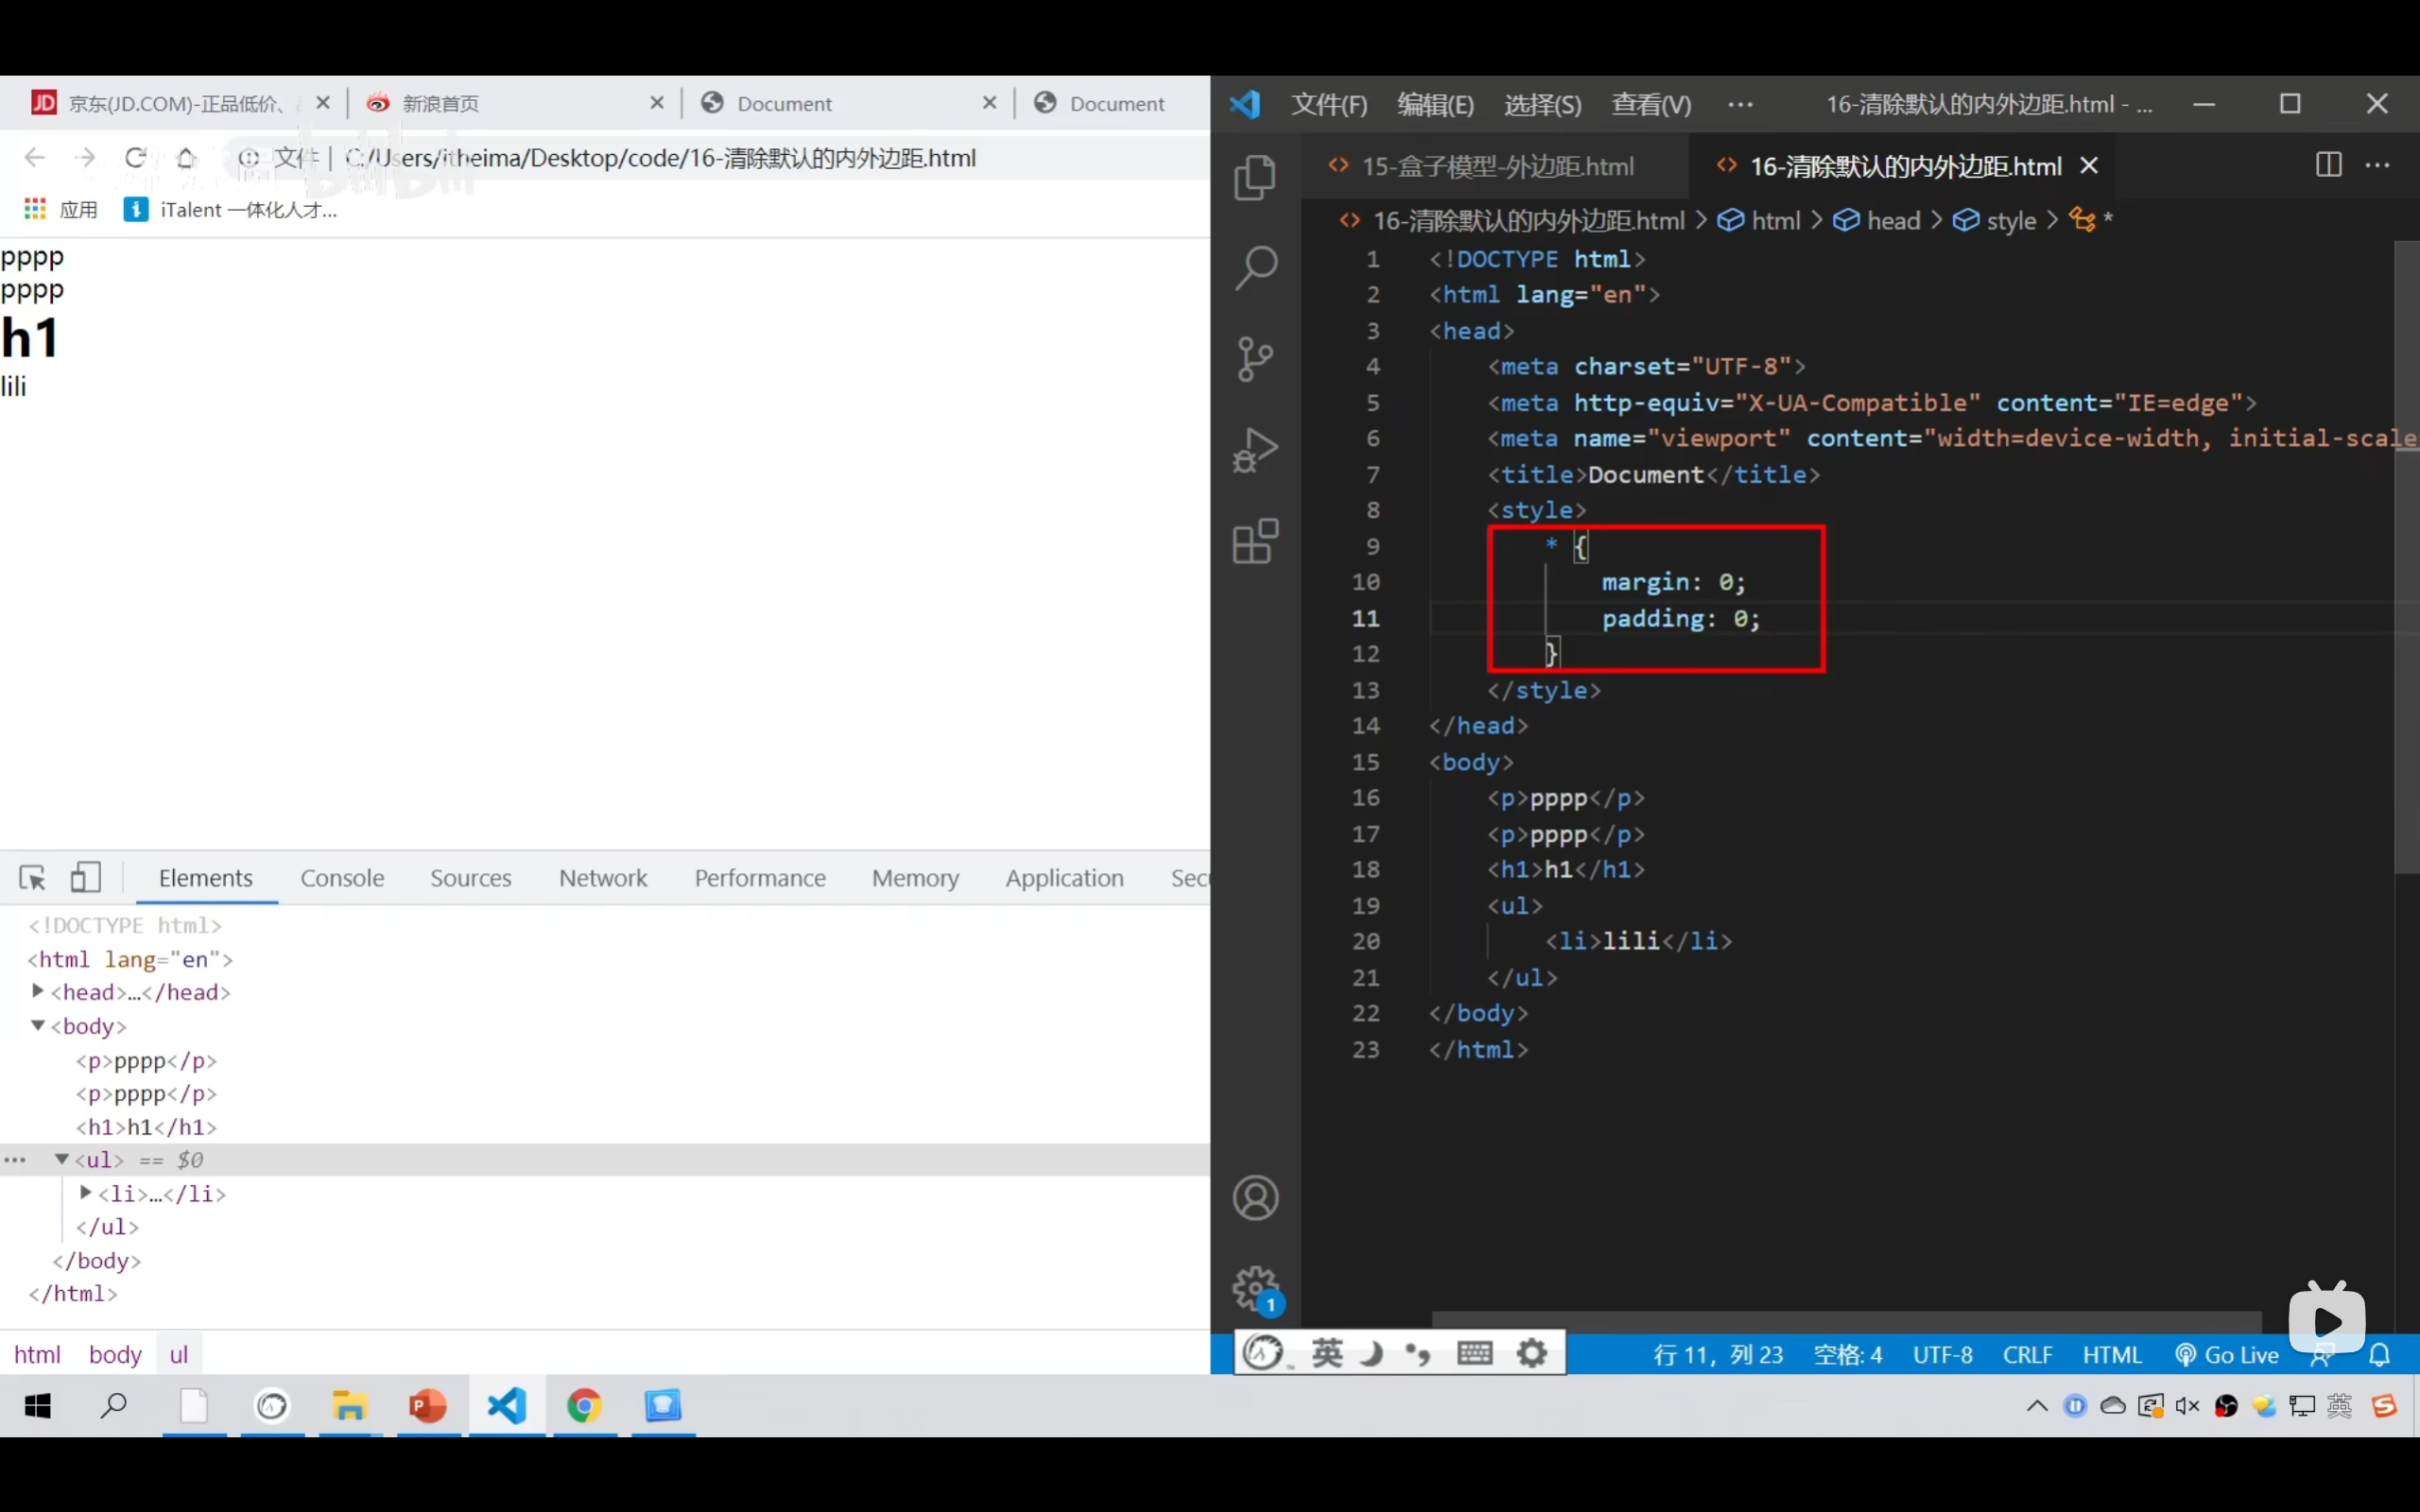 京东(JD.COM)-正品低价、
新浪首页
Document
Document
文件 | C:/Users/itheima/Desktop/code/16-清除默认的内外边距.html
应用
iTalent 一体化人才...
pppp
pppp
h1
lili
Elements Console Sources Network Performance Memory Application Secu
<!DOCTYPE html>
<html lang="en">
<head>…</head>
<body>
<p>pppp</p>
<p>pppp</p>
<h1>h1</h1>
<ul> == $0
<li>…</li>
</ul>
</body>
</html>
html body ul
文件(F) 编辑(E) 选择(S) 查看(V) ··· 16-清除默认的内外边距.html - ...
15-盒子模型-外边距.html
16-清除默认的内外边距.html
16-清除默认的内外边距.html > html > head > style > *
1 <!DOCTYPE html>
2 <html lang="en">
3 <head>
4 <meta charset="UTF-8">
5 <meta http-equiv="X-UA-Compatible" content="IE=edge">
6 <meta name="viewport" content="width=device-width, initial-scale
7 <title>Document</title>
8 <style>
9 * {
10 margin: 0;
11 padding: 0;
12 }
13 </style>
14 </head>
15 <body>
16 <p>pppp</p>
17 <p>pppp</p>
18 <h1>h1</h1>
19 <ul>
20 <li>lili</li>
21 </ul>
22 </body>
23 </html>
1
英
行 11，列 23 空格: 4 UTF-8 CRLF HTML Go Live
英